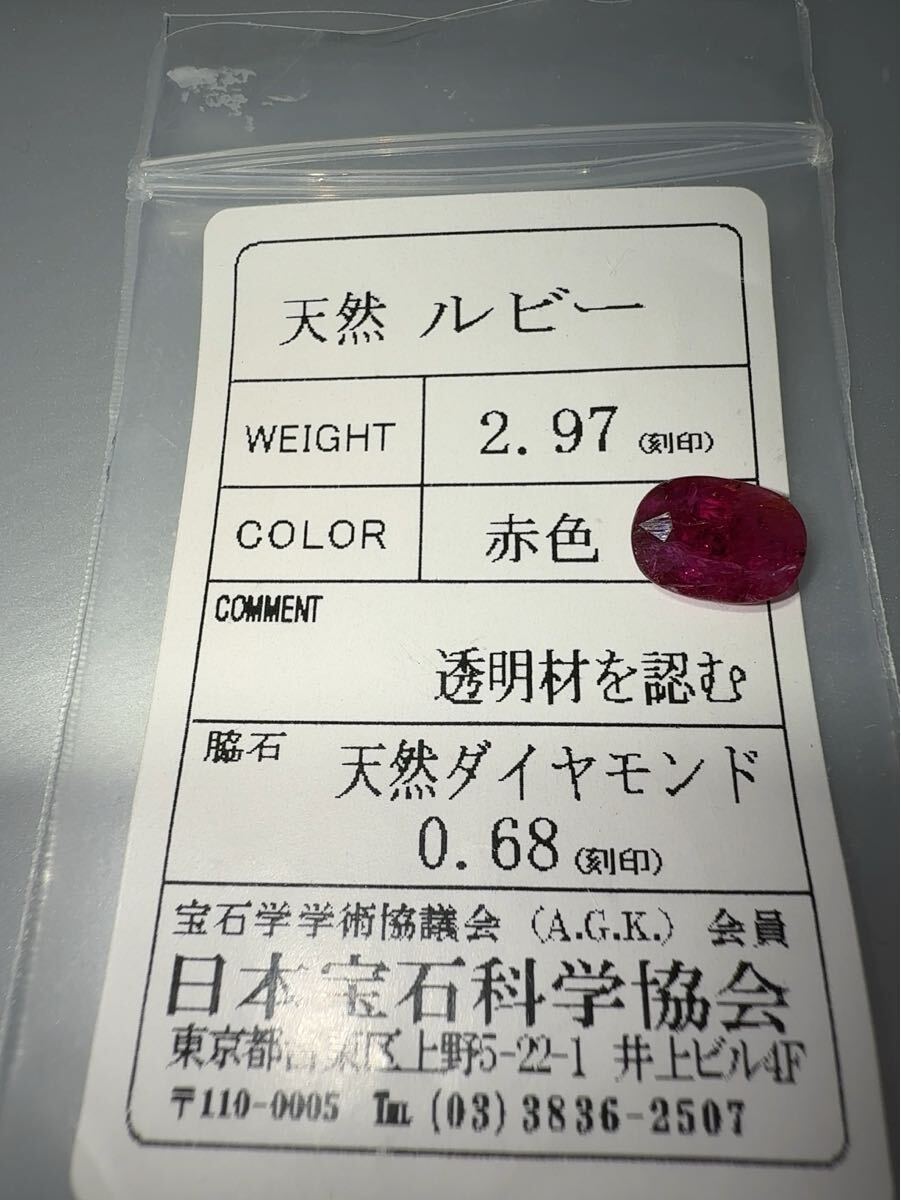 天然 ルビー
WEIGHT 2.97 (刻印)
COLOR 赤色
COMMENT
透明材を認む
脇石 天然ダイヤモンド
0.68 (刻印)
宝石学学術協議会 (A.G.K.) 会員
日本宝石科学協会
東京都台東区上野5-22-1 井上ビル4F
〒110-0005 TEL (03) 3836-2507